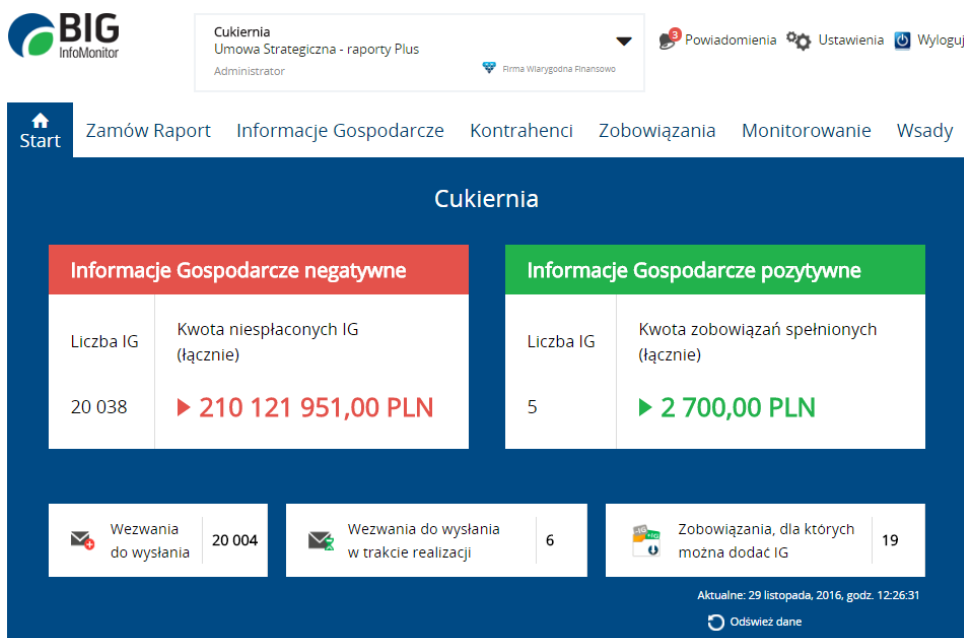 BIG
InfoMonitor
Cukiernia
Umowa Strategiczna - raporty Plus
Administrator
Firma Wiarygodna Finansowo
3
Powiadomienia
Ustawienia
Wyloguj
Start
Zamów Raport
Informacje Gospodarcze
Kontrahenci
Zobowiązania
Monitorowanie
Wsady
Cukiernia
Informacje Gospodarcze negatywne
Liczba IG
Kwota niespłaconych IG
(łącznie)
20 038
210 121 951,00 PLN
Informacje Gospodarcze pozytywne
Liczba IG
Kwota zobowiązań spełnionych
(łącznie)
5
2 700,00 PLN
Wezwania
do wysłania
20 004
Wezwania do wysłania
w trakcie realizacji
6
Zobowiązania, dla których
można dodać IG
19
Aktualne: 29 listopada, 2016, godz. 12:26:31
Odśwież dane